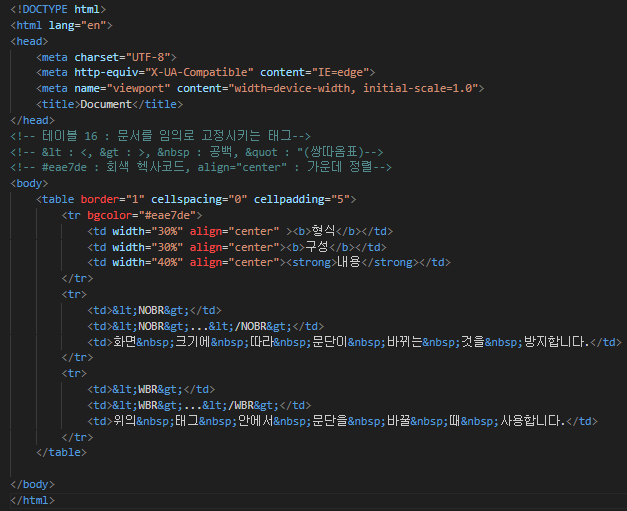 <!DOCTYPE html>
<html lang="en">
<head>
    <meta charset="UTF-8">
    <meta http-equiv="X-UA-Compatible" content="IE=edge">
    <meta name="viewport" content="width=device-width, initial-scale=1.0">
    <title>Document</title>
</head>
<!-- 테이블 16 : 문서를 임의로 고정시키는 태그-->
<!-- &lt : <, &gt : >, &nbsp : 공백, &quot : "(쌍따옴표)-->
<!-- #eae7de : 회색 헥사코드, align="center" : 가운데 정렬-->
<body>
    <table border="1" cellspacing="0" cellpadding="5">
        <tr bgcolor="#eae7de">
            <td width="30%" align="center" ><b>형식</b></td>
            <td width="30%" align="center"><b>구성</b></td>
            <td width="40%" align="center"><strong>내용</strong></td>
        </tr>
        <tr>
            <td>&lt;NOBR&gt;</td>
            <td>&lt;NOBR&gt;...&lt;/NOBR&gt;</td>
            <td>화면&nbsp;크기에&nbsp;따라&nbsp;문단이&nbsp;바뀌는&nbsp;것을&nbsp;방지합니다.</td>
        </tr>
        <tr>
            <td>&lt;WBR&gt;</td>
            <td>&lt;WBR&gt;...&lt;/WBR&gt;</td>
            <td>위의&nbsp;태그&nbsp;안에서&nbsp;문단을&nbsp;바꿀&nbsp;때&nbsp;사용합니다.</td>
        </tr>
    </table>
</body>
</html>